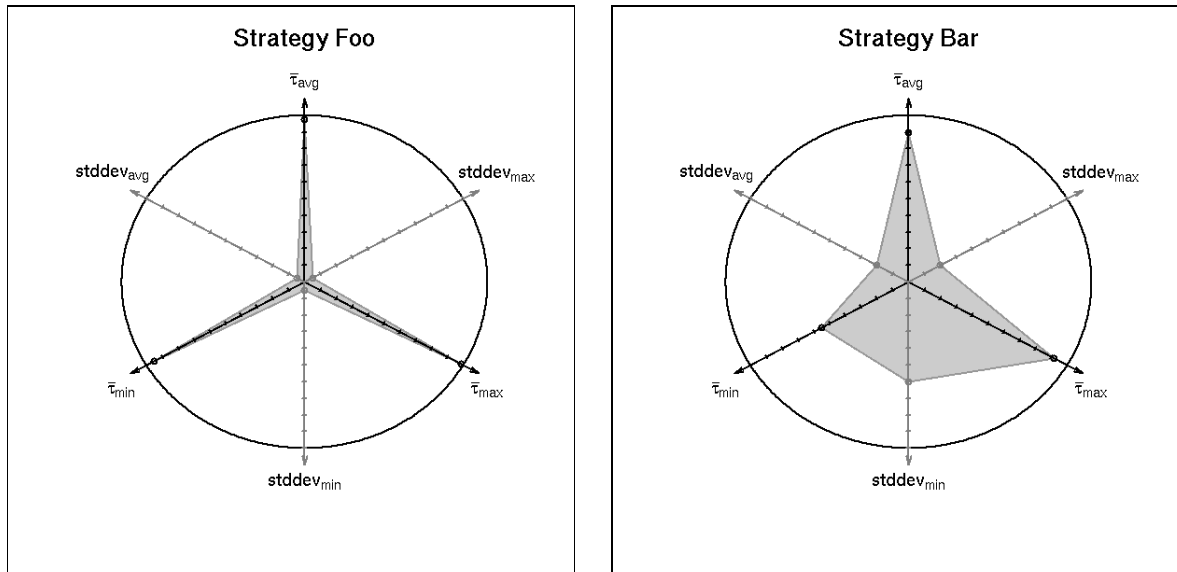 Strategy Foo
τ̄avg
stddevavg
stddevmax
τ̄min
τ̄max
stddevmin
Strategy Bar
τ̄avg
stddevavg
stddevmax
τ̄min
τ̄max
stddevmin